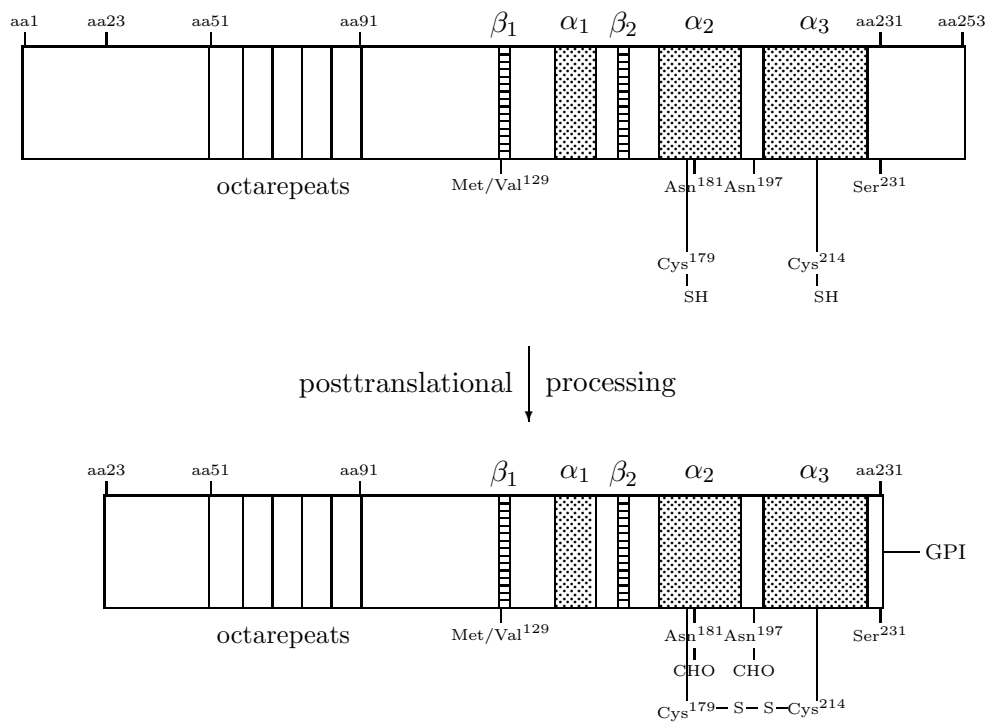 aa1 aa23 aa51 aa91 β₁ α₁ β₂ α₂ α₃ aa231 aa253
octarepeats Met/Val¹²⁹ Asn¹⁸¹ Asn¹⁹⁷ Ser²³¹
Cys¹⁷⁹ Cys²¹⁴
SH SH
posttranslational processing
aa23 aa51 aa91 β₁ α₁ β₂ α₂ α₃ aa231
GPI
octarepeats Met/Val¹²⁹ Asn¹⁸¹ Asn¹⁹⁷ Ser²³¹
CHO CHO
Cys¹⁷⁹ S S Cys²¹⁴